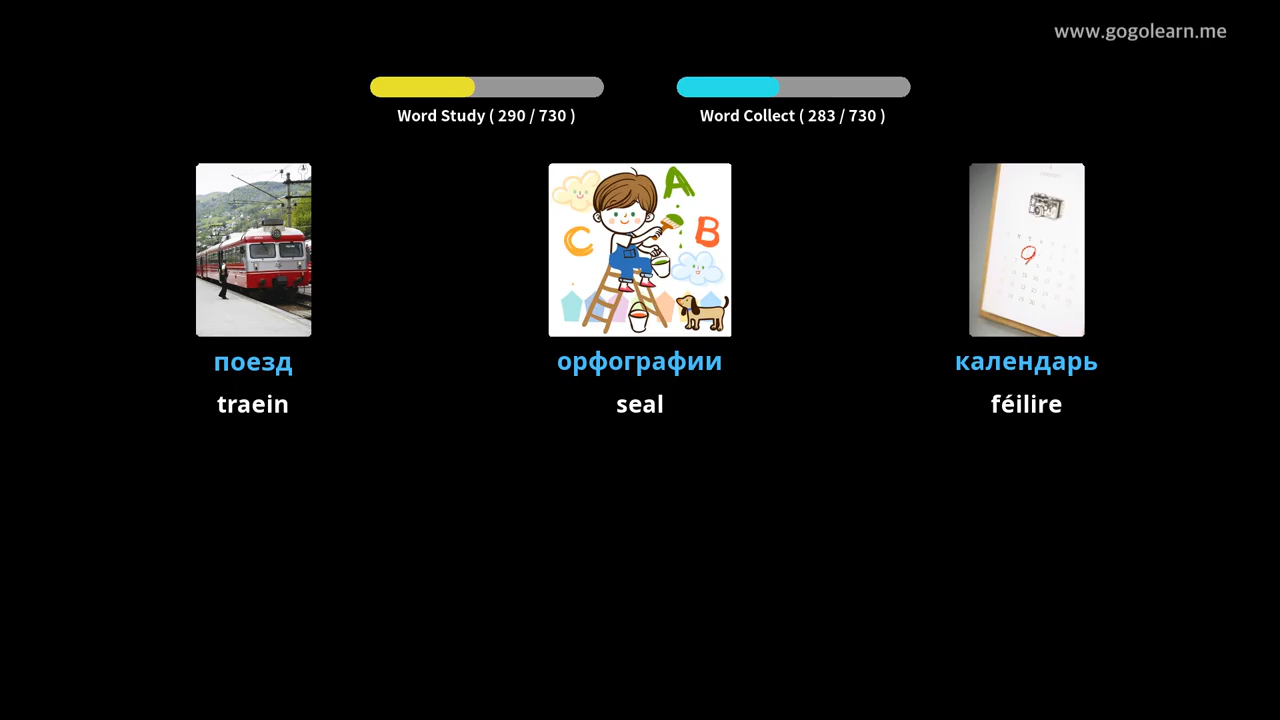 www.gogolearn.me
Word Study ( 290 / 730 )
Word Collect ( 283 / 730 )
A
B
C
поезд
орфографии
календарь
traein
seal
féilire